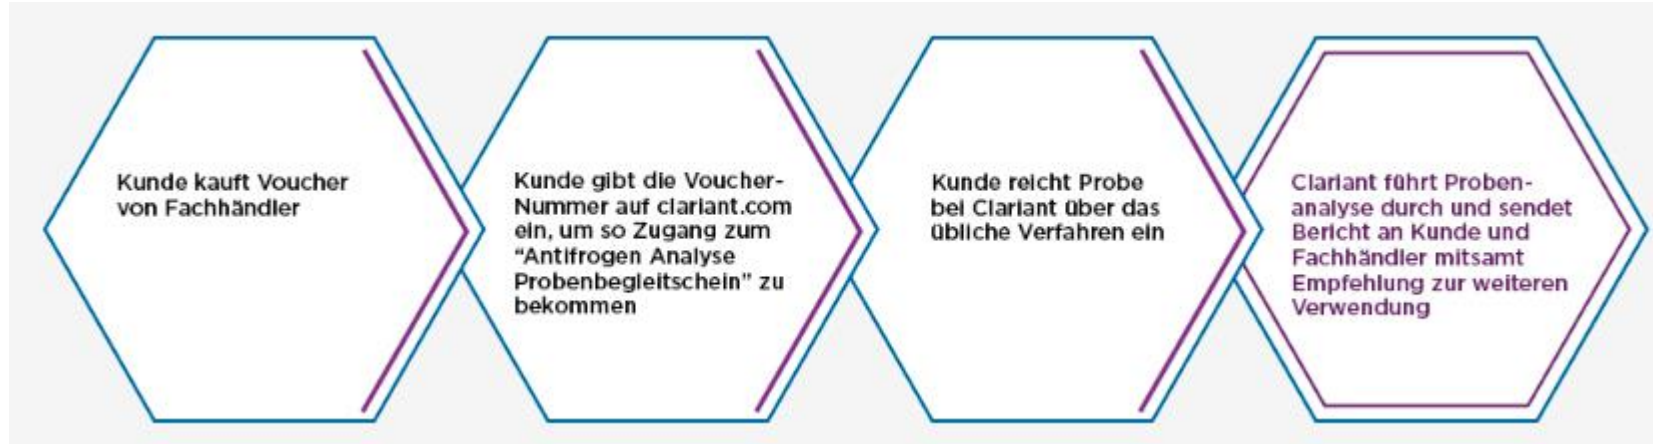 Kunde kauft Voucher
von Fachhändler
Kunde gibt die Voucher-
Nummer auf clariant.com
ein, um so Zugang zum
“Antifrogen Analyse
Probenbegleitschein” zu
bekommen
Kunde reicht Probe
bei Clariant über das
übliche Verfahren ein
Clariant führt Proben-
analyse durch und sendet
Bericht an Kunde und
Fachhändler mitsamt
Empfehlung zur weiteren
Verwendung